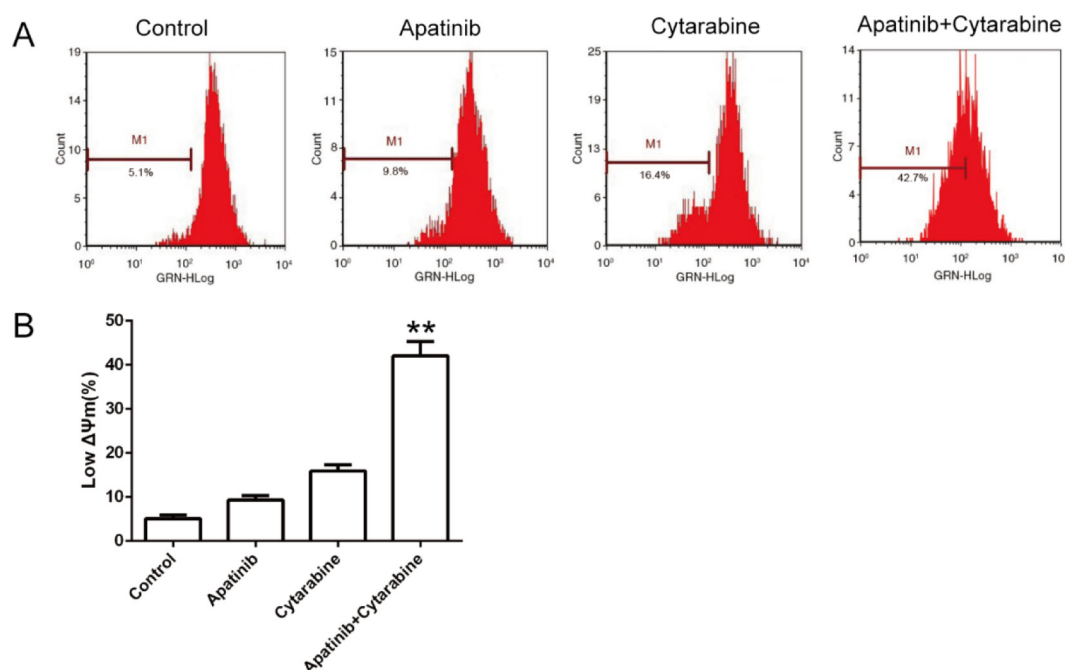 A
Control
Apatinib
Cytarabine
Apatinib+Cytarabine
19
14
10
5
0
Count
M1
5.1%
10⁰ 10¹ 10² 10³ 10⁴
GRN-HLog
15
11
8
4
0
Count
M1
9.8%
10⁰ 10¹ 10² 10³ 10⁴
GRN-HLog
25
19
13
6
0
Count
M1
16.4%
10⁰ 10¹ 10² 10³ 10⁴
GRN-HLog
14
11
7
4
0
Count
M1
42.7%
10⁰ 10¹ 10² 10³ 10⁴
GRN-HLog
B
Low ΔΨm(%)
50
40
30
20
10
0
**
Control
Apatinib
Cytarabine
Apatinib+Cytarabine